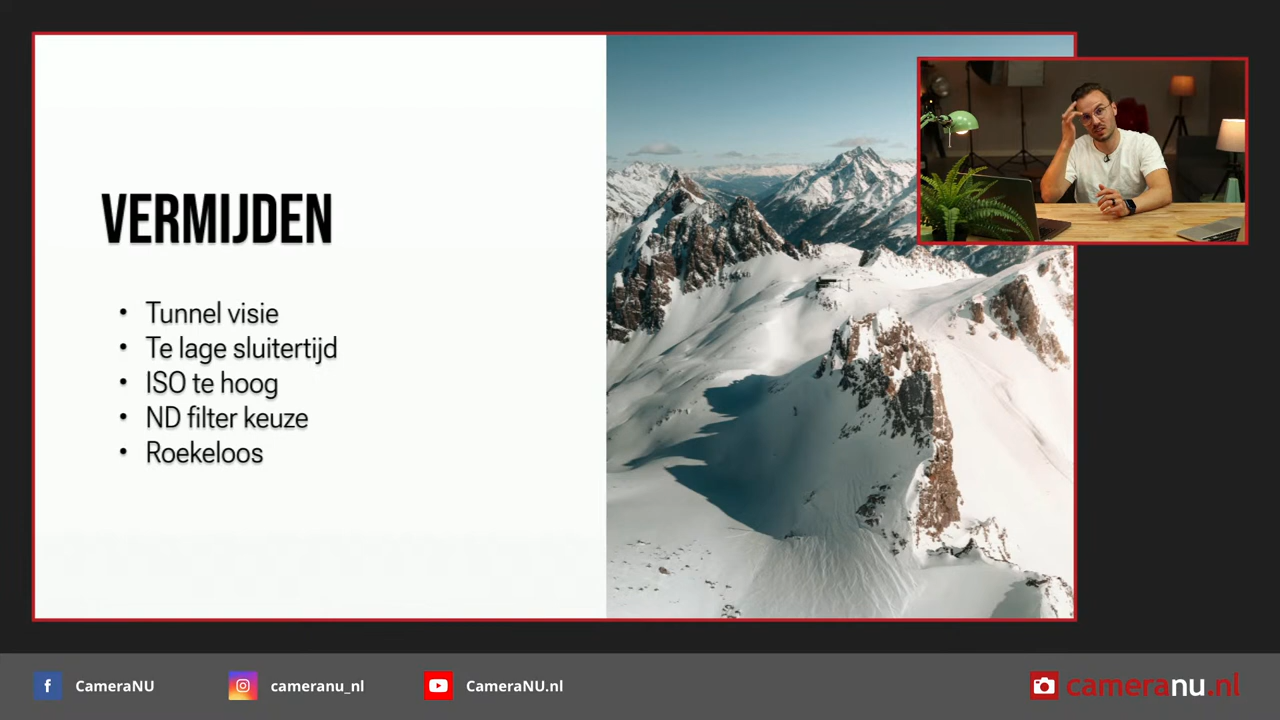 VERMIJDEN
• Tunnel visie
• Te lage sluitertijd
• ISO te hoog
• ND filter keuze
• Roekeloos
CameraNU
cameranu_nl
CameraNU.nl
cameranu.nl